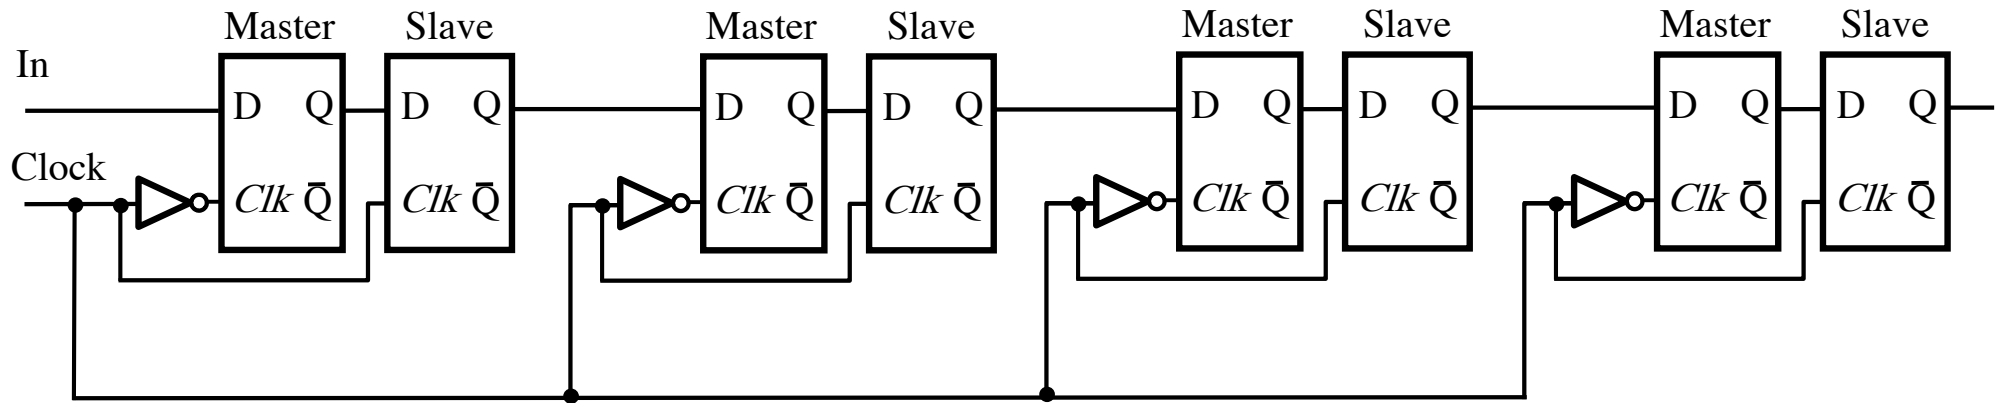 Master Slave Master Slave Master Slave Master Slave
In
D Q D Q D Q D Q D Q D Q D Q D Q
Clock
Clk Q̄ Clk Q̄ Clk Q̄ Clk Q̄ Clk Q̄ Clk Q̄ Clk Q̄ Clk Q̄